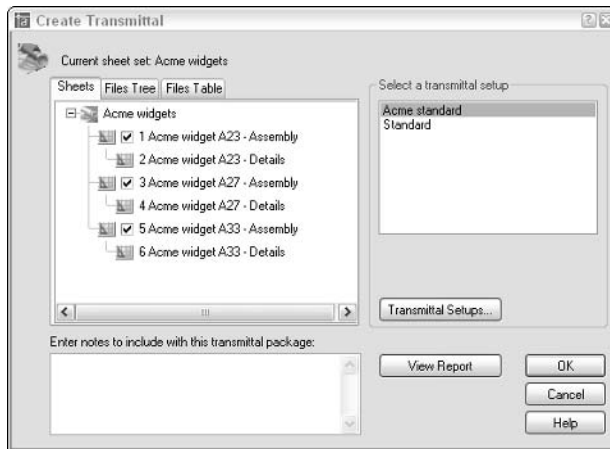 Create Transmittal
Current sheet set: Acme widgets
Sheets Files Tree Files Table
Acme widgets
1 Acme widget A23 - Assembly
2 Acme widget A23 - Details
3 Acme widget A27 - Assembly
4 Acme widget A27 - Details
5 Acme widget A33 - Assembly
6 Acme widget A33 - Details
Select a transmittal setup
Acme standard
Standard
Transmittal Setups...
Enter notes to include with this transmittal package:
View Report
OK
Cancel
Help